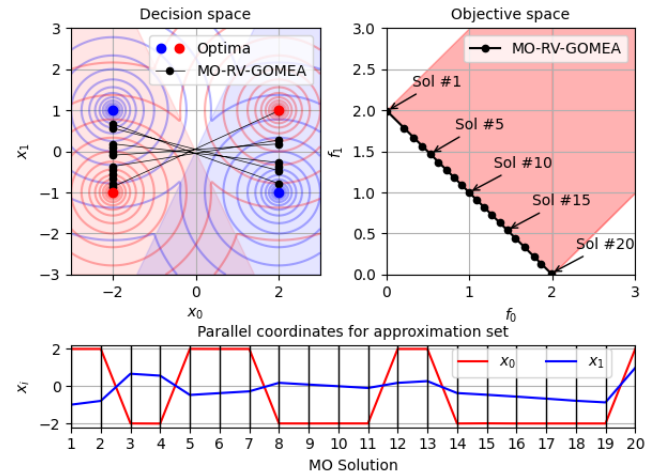 Decision space
3
2
1
0
−1
−2
−3
x₁
−2
0
2
x₀
Optima
MO-RV-GOMEA
Objective space
3.0
2.5
2.0
1.5
1.0
0.5
0.0
f₁
0
1
2
3
f₀
MO-RV-GOMEA
Sol #1
Sol #5
Sol #10
Sol #15
Sol #20
Parallel coordinates for approximation set
2
0
−2
xᵢ
x₀ x₁
1 2 3 4 5 6 7 8 9 10 11 12 13 14 15 16 17 18 19 20
MO Solution